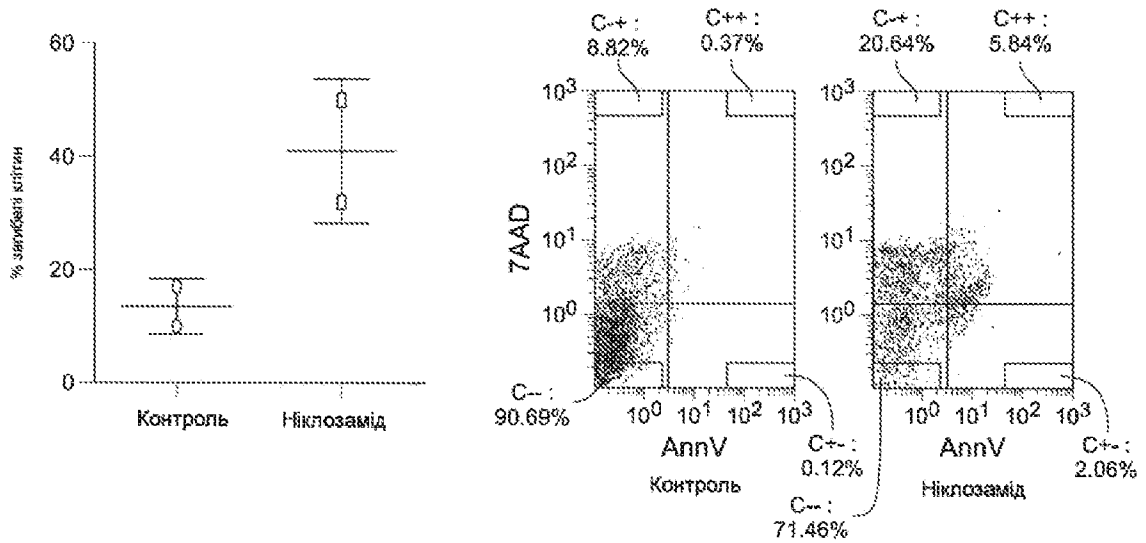 % загибелі клітин
60
40
20
0
Контроль
Ніклозамід
C-+ :
8.82%
C++ :
0.37%
C-+ :
20.64%
C++ :
5.84%
7AAD
10³
10²
10¹
10⁰
10³
10²
10¹
10⁰
C-- :
90.69%
10⁰ 10¹ 10² 10³
AnnV
Контроль
C+- :
0.12%
10⁰ 10¹ 10² 10³
AnnV
Ніклозамід
C-- :
71.46%
C+- :
2.06%